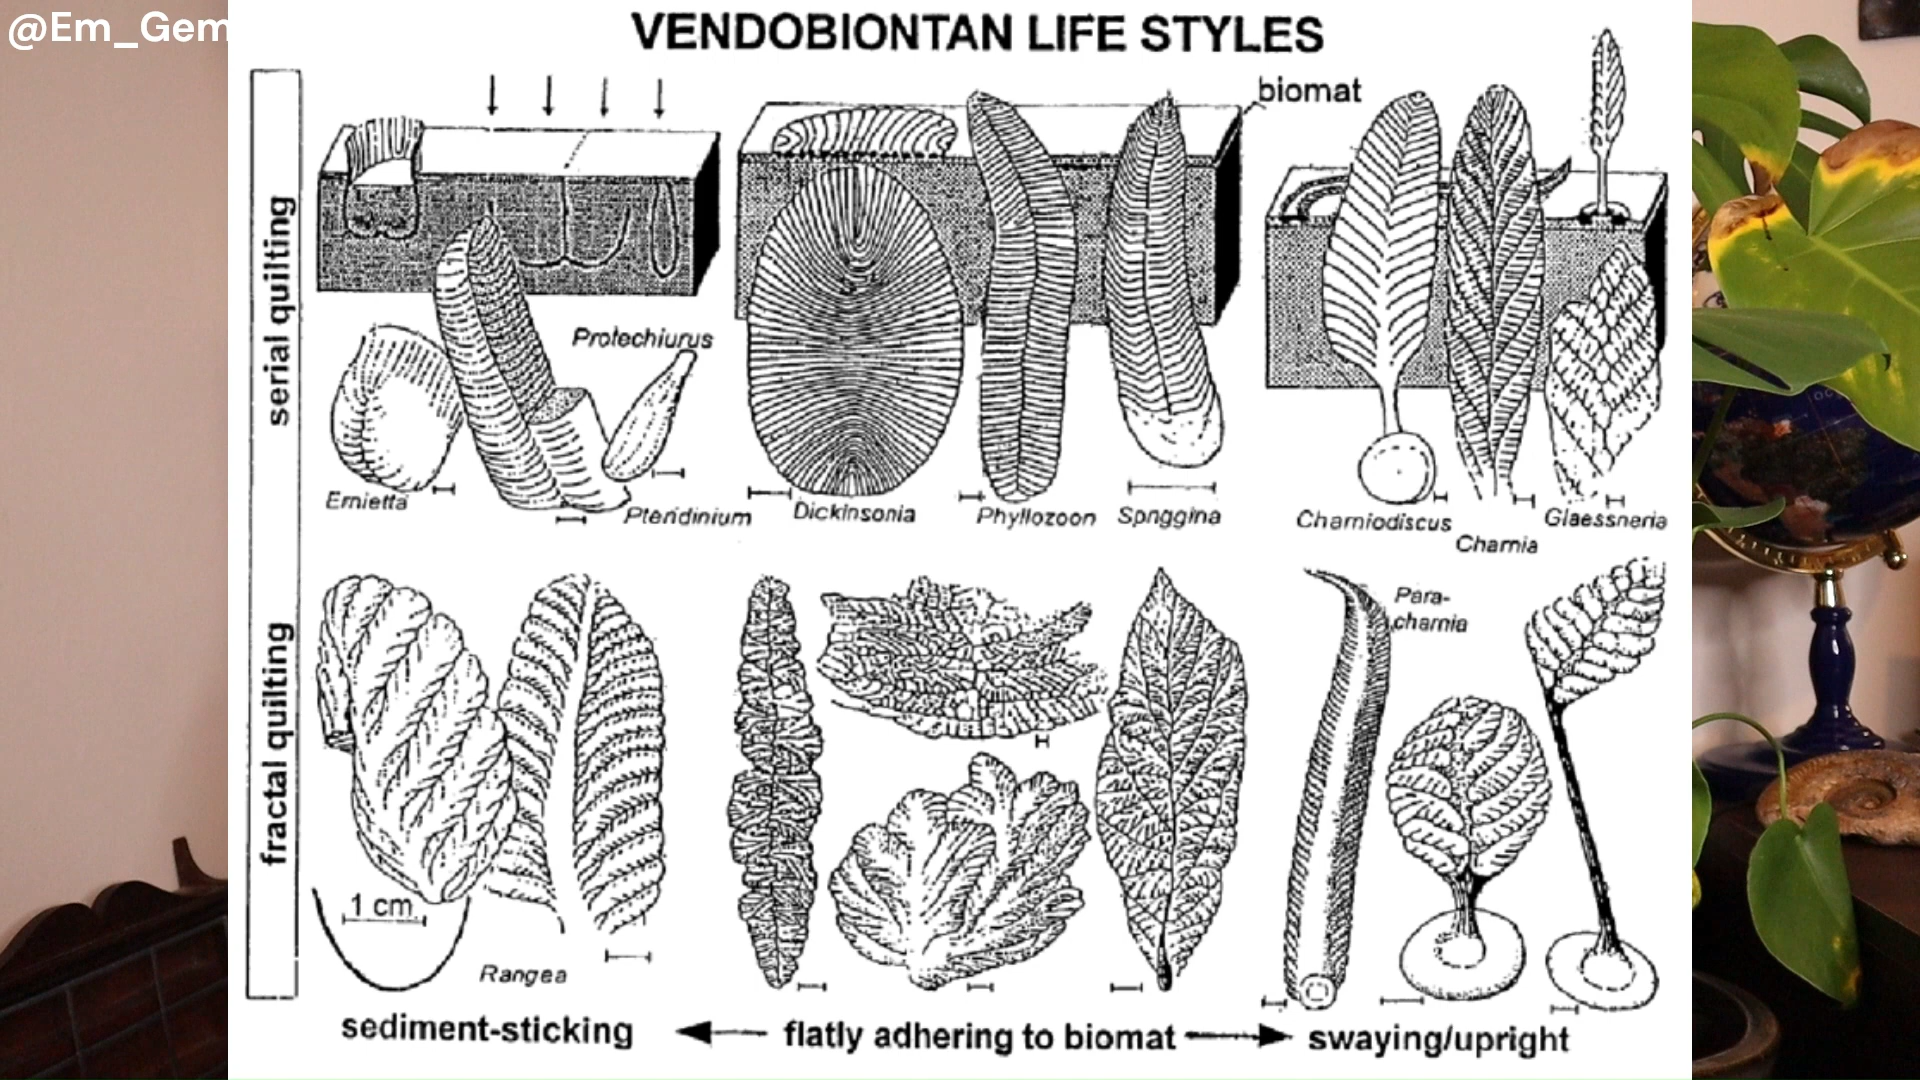 @Em_Gem
VENDOBIONTAN LIFE STYLES
biomat
serial quilting
Protechiurus
Ernietta
Pteridinium
Dickinsonia
Phyllozoon
Spriggina
Charniodiscus
Charnia
Glaessneria
fractal quilting
Para-
charnia
1 cm
Rangea
sediment-sticking
flatly adhering to biomat
swaying/upright